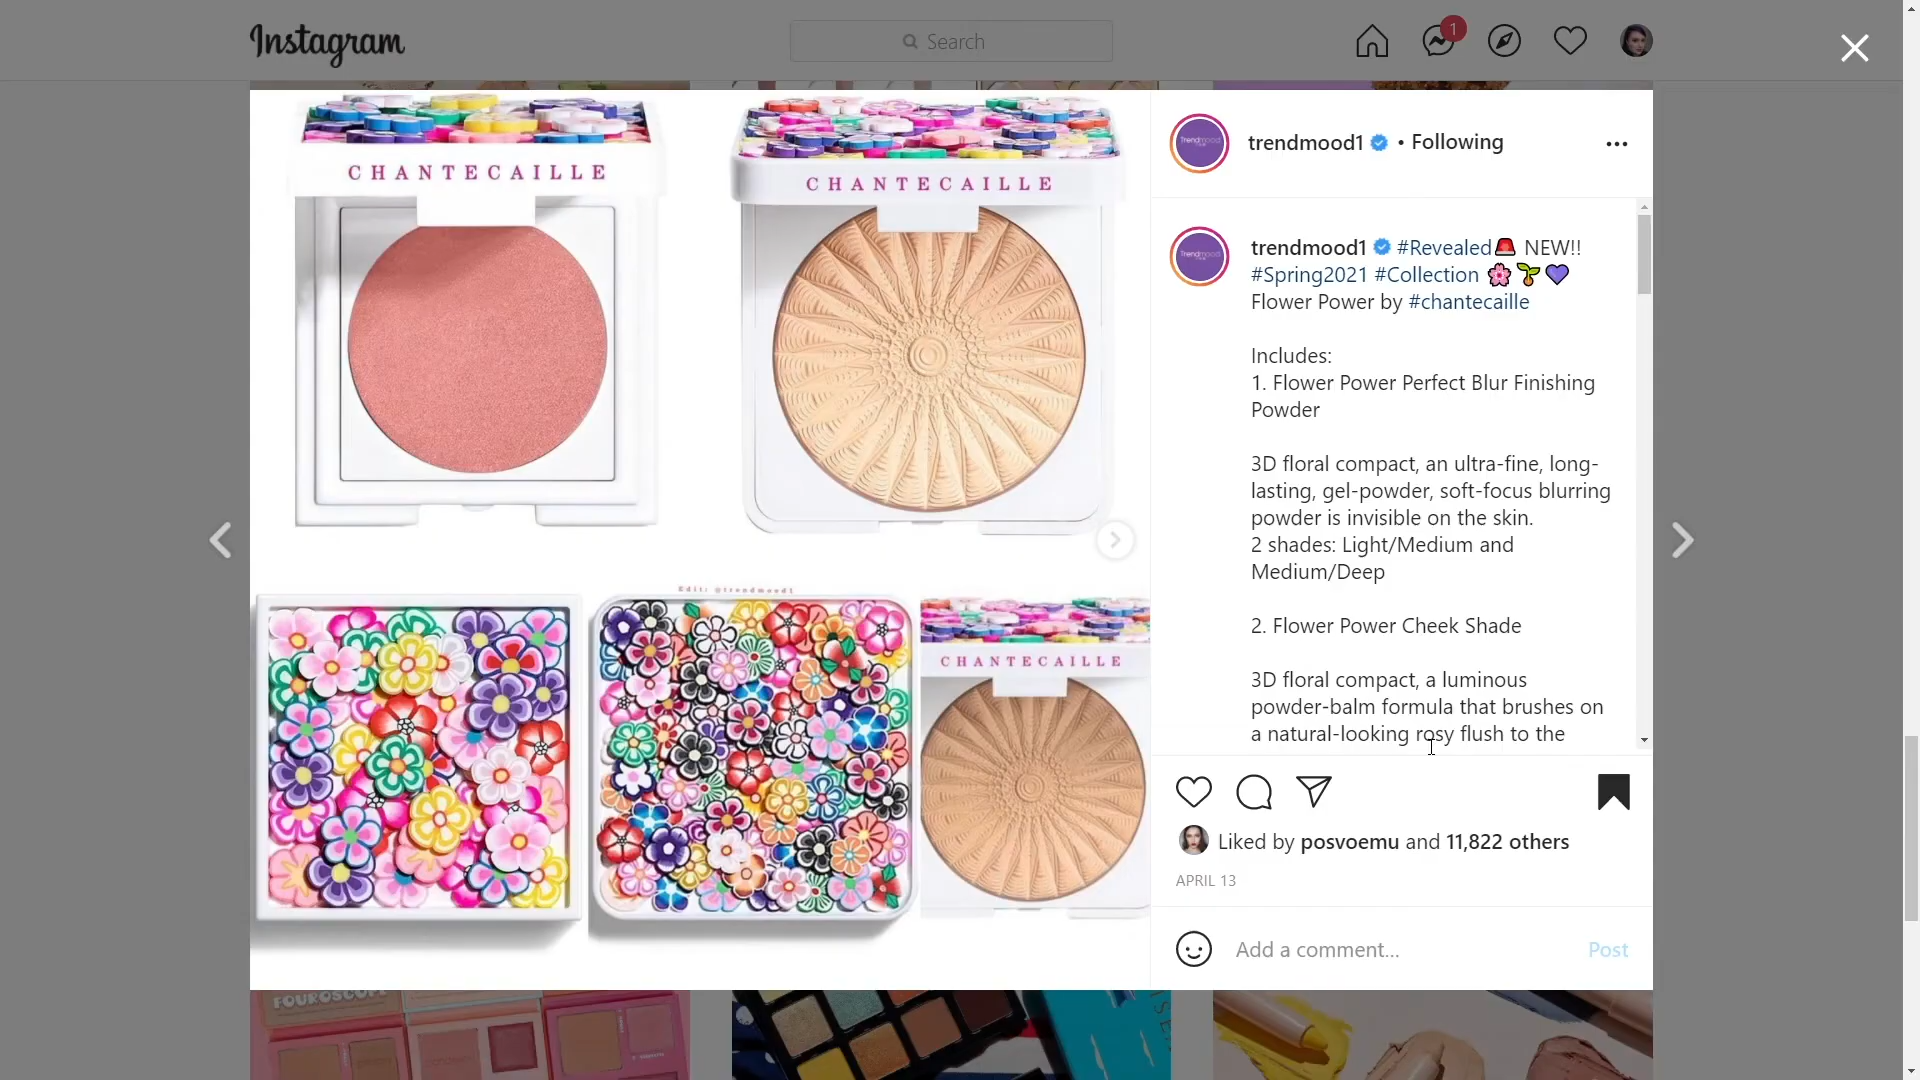 Instagram
Search
1
CHANTECAILLE
CHANTECAILLE
Edit: @trendmood1
CHANTECAILLE
trendmood1 • Following
trendmood1 #Revealed🚨 NEW!!
#Spring2021 #Collection 🌸🌱💜
Flower Power by #chantecaille
Includes:
1. Flower Power Perfect Blur Finishing
Powder
3D floral compact, an ultra-fine, long-
lasting, gel-powder, soft-focus blurring
powder is invisible on the skin.
2 shades: Light/Medium and
Medium/Deep
2. Flower Power Cheek Shade
3D floral compact, a luminous
powder-balm formula that brushes on
a natural-looking rosy flush to the
Liked by posvoemu and 11,822 others
APRIL 13
Add a comment...
Post
FOUROSCOPE